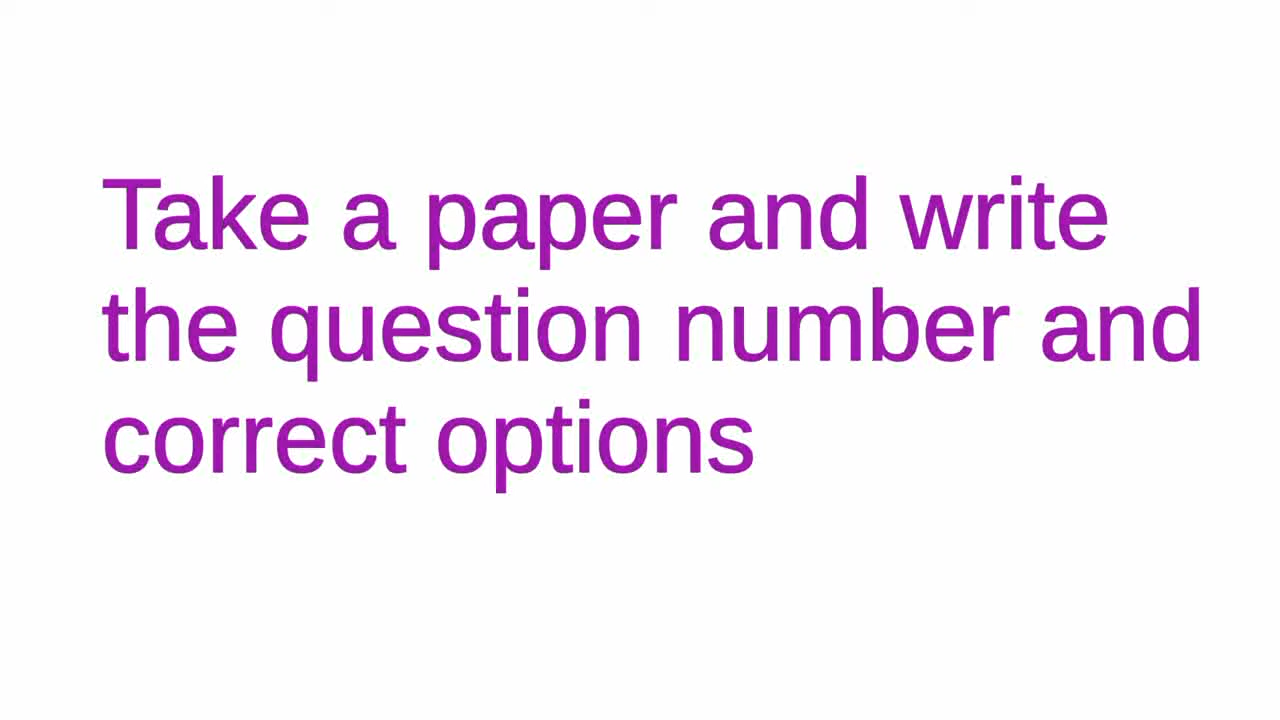 Take a paper and write
the question number and
correct options